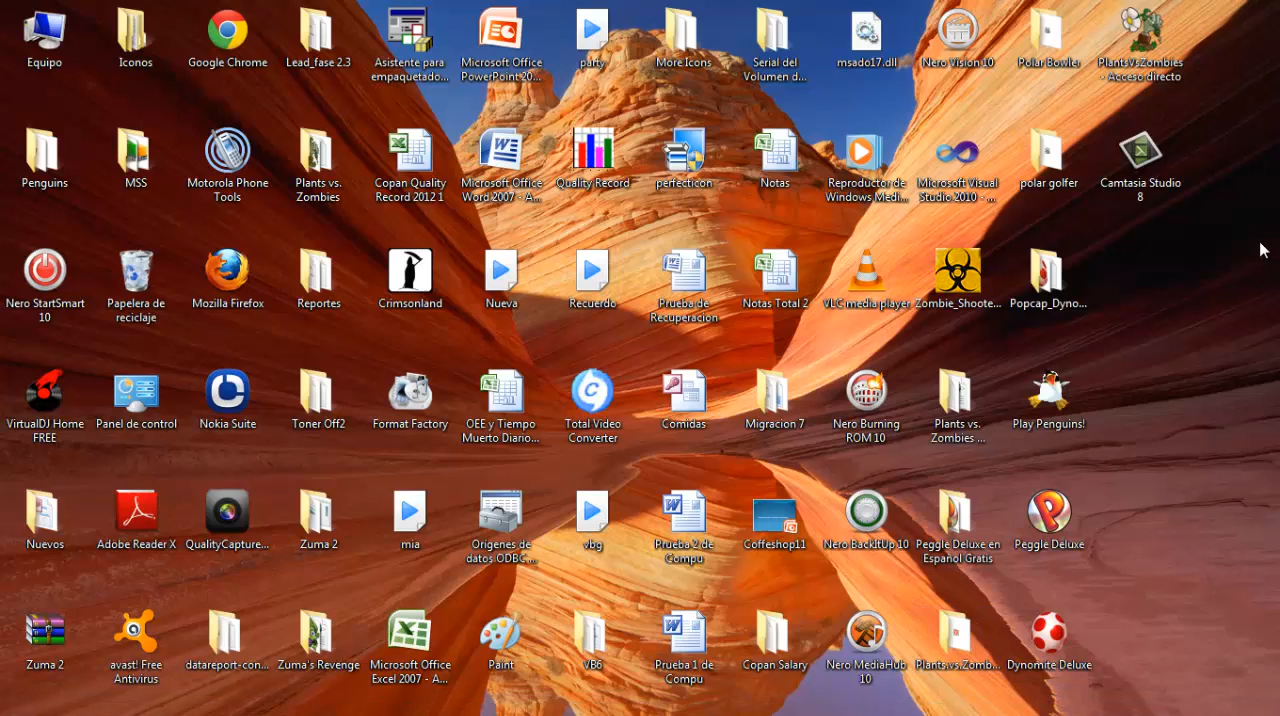 Equipo
Iconos
Google Chrome
Lead_fase 2.3
Asistente para
empaquetado...
Microsoft Office
PowerPoint 20...
party
More Icons
Serial del
Volumen d...
msado17.dll
Nero Vision 10
Polar Bowler
PlantsVsZombies
- Acceso directo
Penguins
MSS
Motorola Phone
Tools
Plants vs.
Zombies
Copan Quality
Record 2012 1
Microsoft Office
Word 2007 - A...
Quality Record
perfecticon
Notas
Reproductor de
Windows Medi...
Microsoft Visual
Studio 2010 - ...
polar golfer
Camtasia Studio
8
Nero StartSmart
10
Papelera de
reciclaje
Mozilla Firefox
Reportes
Crimsonland
Nueva
Recuerdo
Prueba de
Recuperacion
Notas Total 2
VLC media player
Zombie_Shoote...
Popcap_Dyno...
VirtualDJ Home
FREE
Panel de control
Nokia Suite
Toner Off2
Format Factory
OEE y Tiempo
Muerto Diario...
Total Video
Converter
Comidas
Migracion 7
Nero Burning
ROM 10
Plants vs.
Zombies ...
Play Penguins!
Nuevos
Adobe Reader X
QualityCapture...
Zuma 2
mia
Orígenes de
datos ODBC...
vbg
Prueba 2 de
Compu
Coffeshop11
Nero BackItUp 10
Peggle Deluxe en
Español Gratis
Peggle Deluxe
Zuma 2
avast! Free
Antivirus
datareport-con...
Zuma's Revenge
Microsoft Office
Excel 2007 - A...
Paint
VB6
Prueba 1 de
Compu
Copan Salary
Nero MediaHub
10
Plants.vs.Zomb...
Dynomite Deluxe